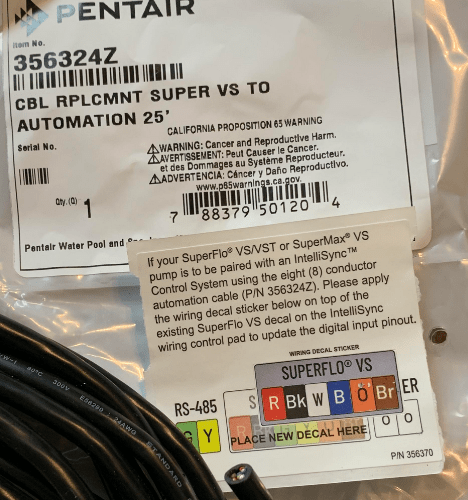 PENTAIR
Item No.
356324Z
CBL RPLCMNT SUPER VS TO
AUTOMATION 25'
CALIFORNIA PROPOSITION 65 WARNING
Serial No.
WARNING: Cancer and Reproductive Harm.
AVERTISSEMENT: Peut Causer le Cancer.
et des Dommages au Système Reproducteur.
ADVERTENCIA: Cáncer y Daño Reproductivo.
www.p65warnings.ca.gov.
Qty. (Q) 1
7 88379 50120 4
Pentair Water Pool and
If your SuperFlo® VS/VST or SuperMax® VS
pump is to be paired with an IntelliSync™
Control System using the eight (8) conductor
automation cable (P/N 356324Z). Please apply
the wiring decal sticker below on top of the
existing SuperFlo VS decal on the IntelliSync
wiring control pad to update the digital input pinout.
WIRING DECAL STICKER
SUPERFLO® VS
RS-485 S R Bk W B O Br ER
G Y PLACE NEW DECAL HERE O O
P/N 356370
80°C 300V
24AWG
PENTAIR